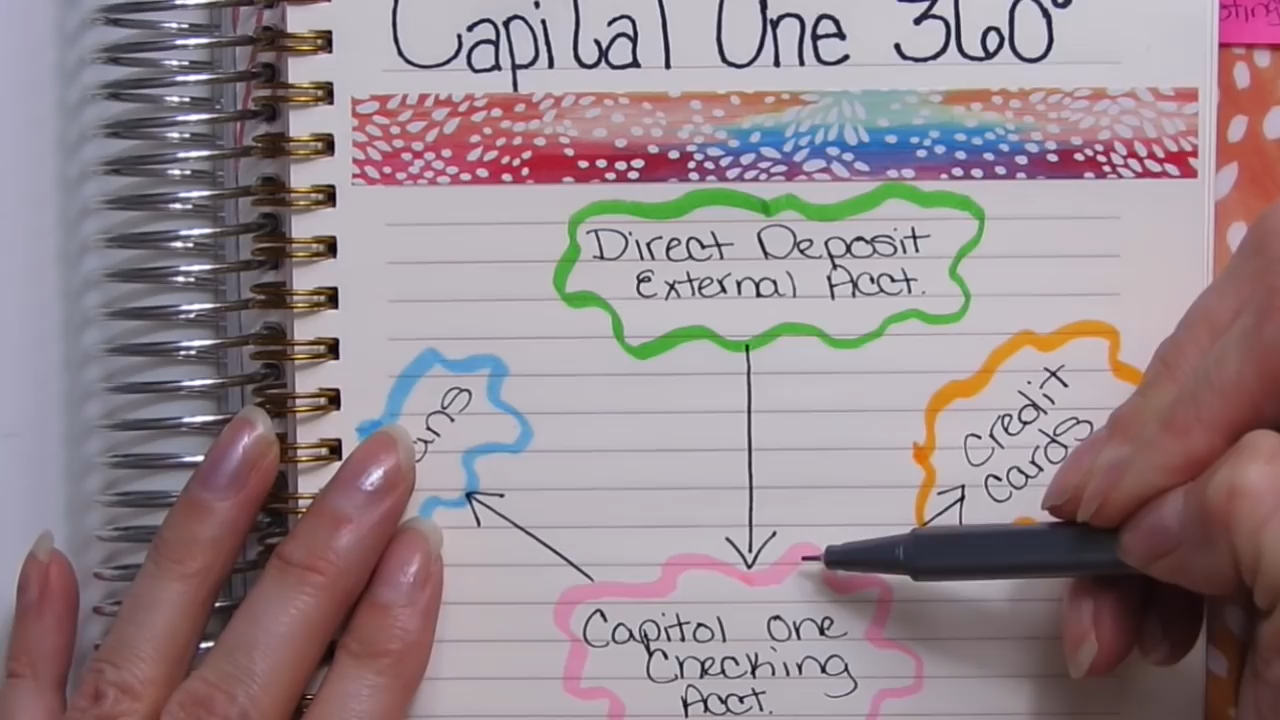 Capital One 360°
Direct Deposit
External Acct.
Credit
Cards
Capitol One
Checking
Acct.